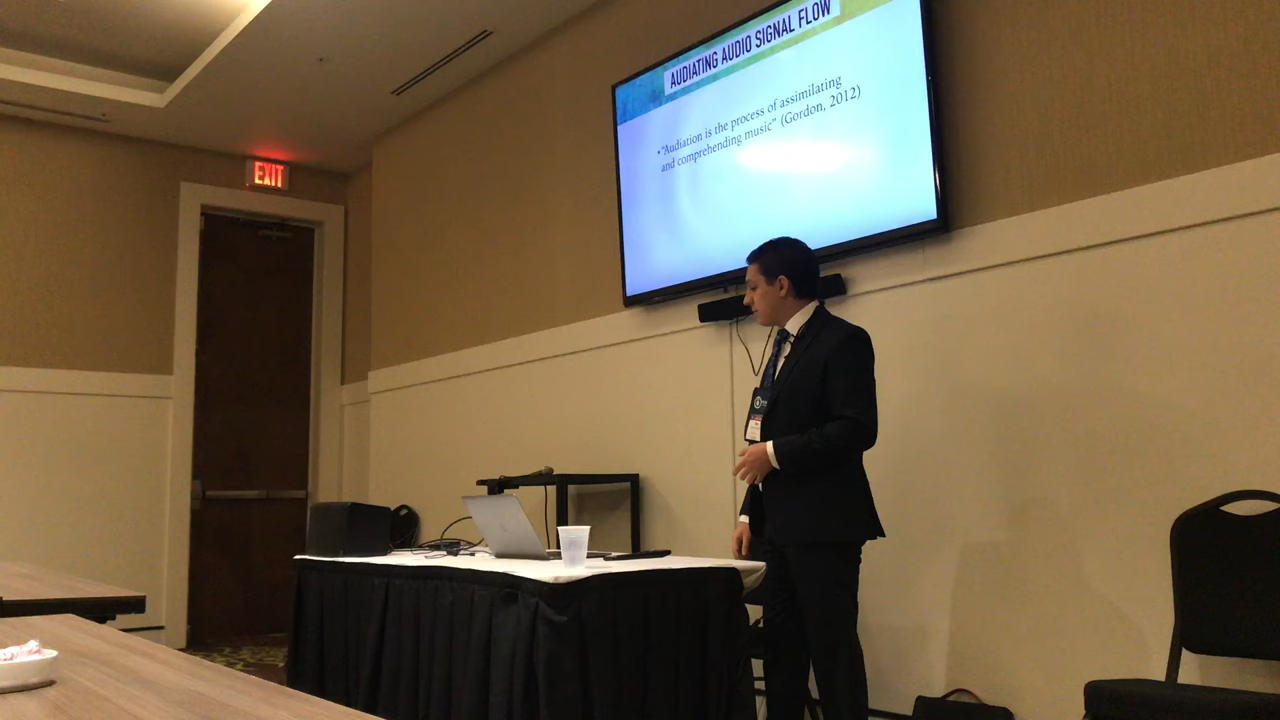 AUDIATING AUDIO SIGNAL FLOW
•"Audiation is the process of assimilating
and comprehending music" (Gordon, 2012)
EXIT